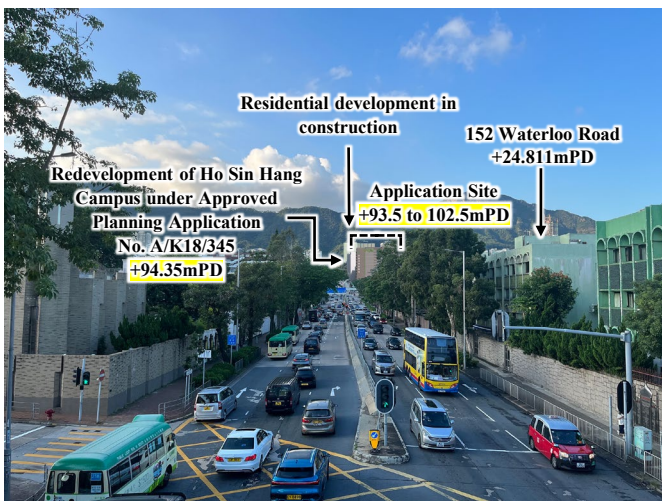 Residential development in
construction
152 Waterloo Road
+24.811mPD
Redevelopment of Ho Sin Hang
Campus under Approved
Planning Application
No. A/K18/345
+94.35mPD
Application Site
+93.5 to 102.5mPD